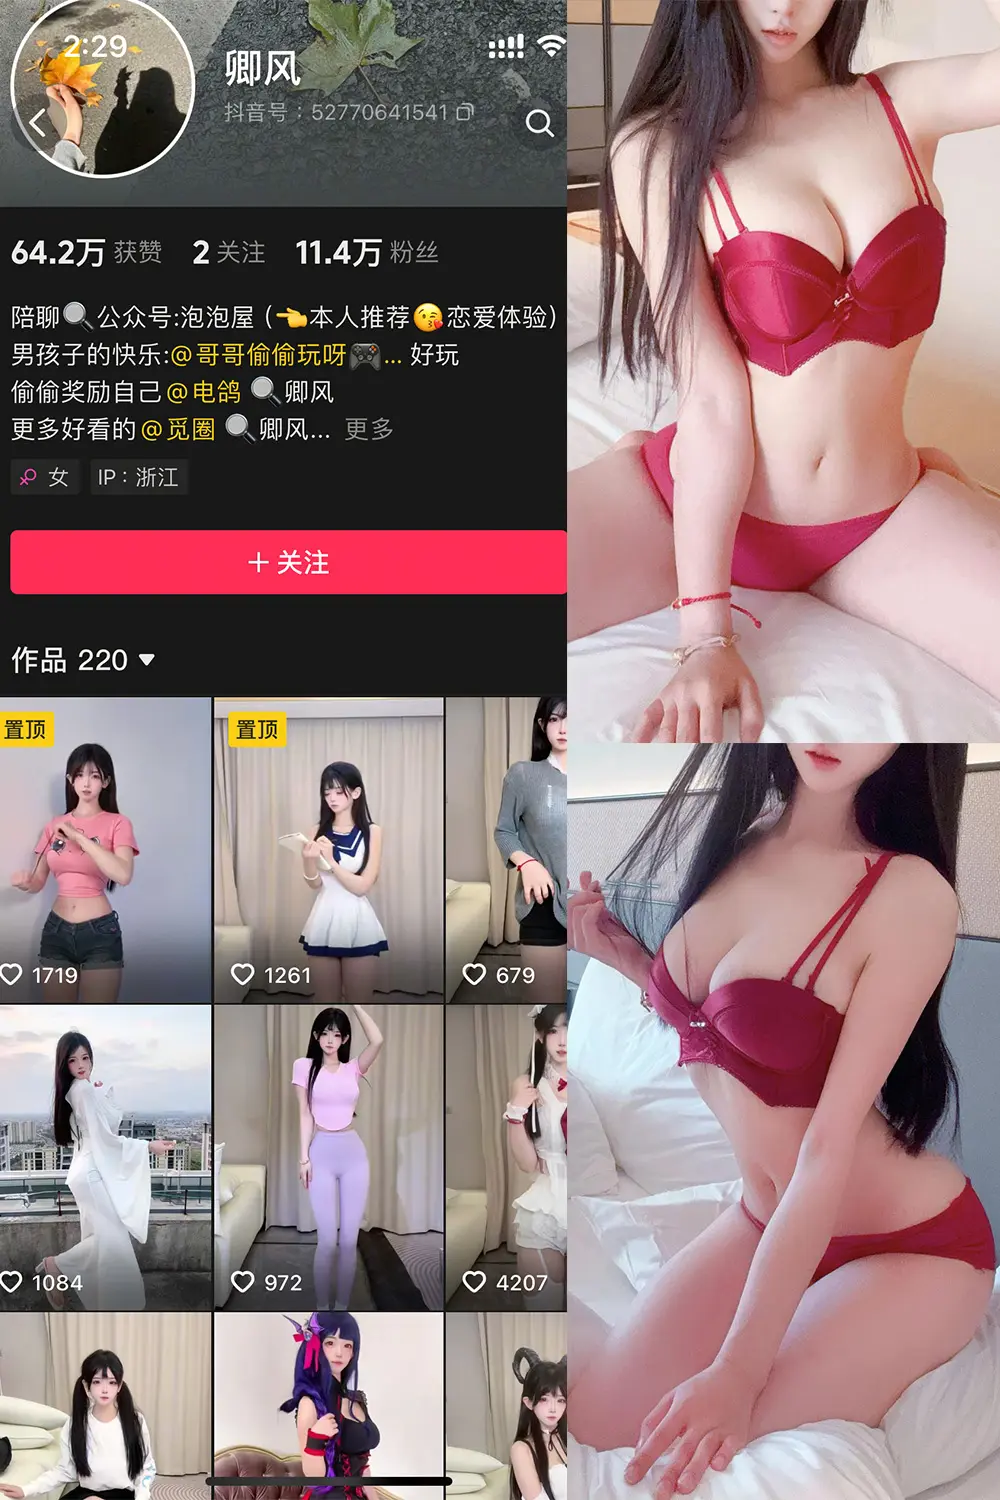 2:29
卿风
抖音号：52770641541
64.2万 获赞 2 关注 11.4万 粉丝
陪聊🔍公众号:泡泡屋 (👈本人推荐😘恋爱体验)
男孩子的快乐:@哥哥偷偷玩呀🎮... 好玩
偷偷奖励自己@电鸽 🔍卿风
更多好看的@觅圈 🔍卿风... 更多
女 IP：浙江
+ 关注
作品 220
置顶 置顶
1719 1261 679
1084 972 4207